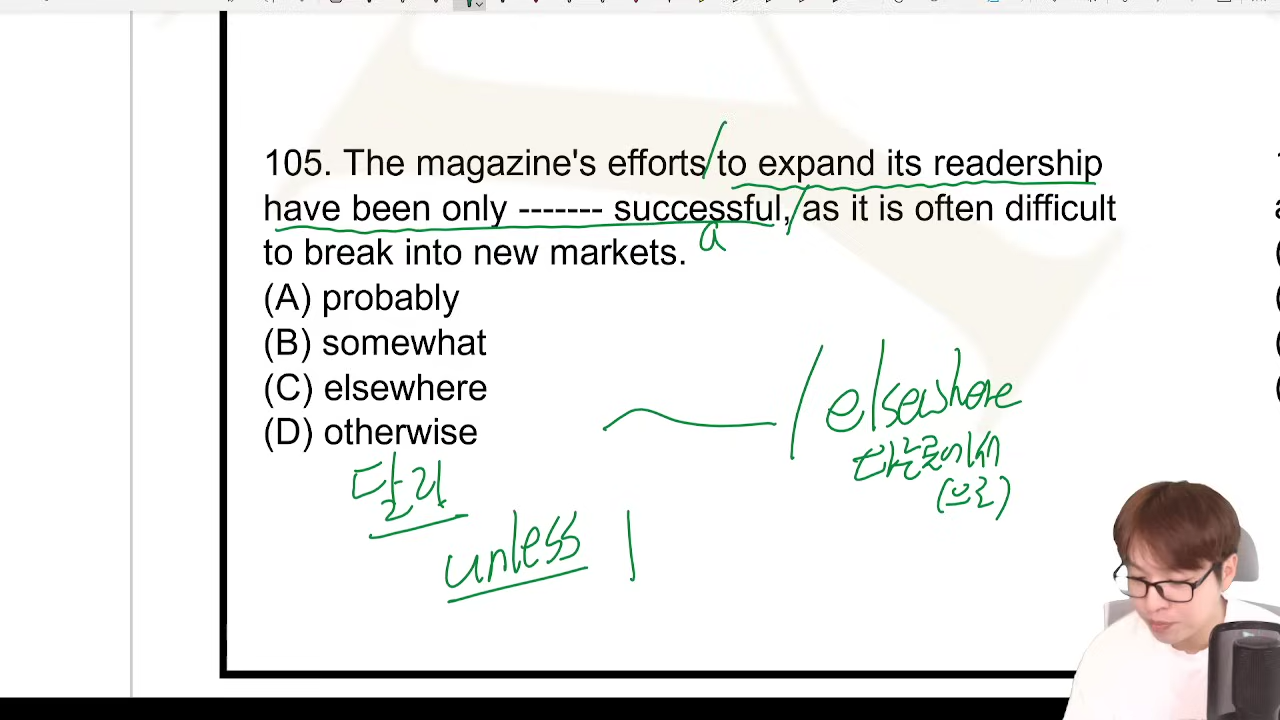 105. The magazine's efforts to expand its readership
have been only ------- successful, as it is often difficult
a
to break into new markets.
(A) probably
(B) somewhat
(C) elsewhere
(D) otherwise
elsewhere
다른곳에서
(으로)
달리
unless